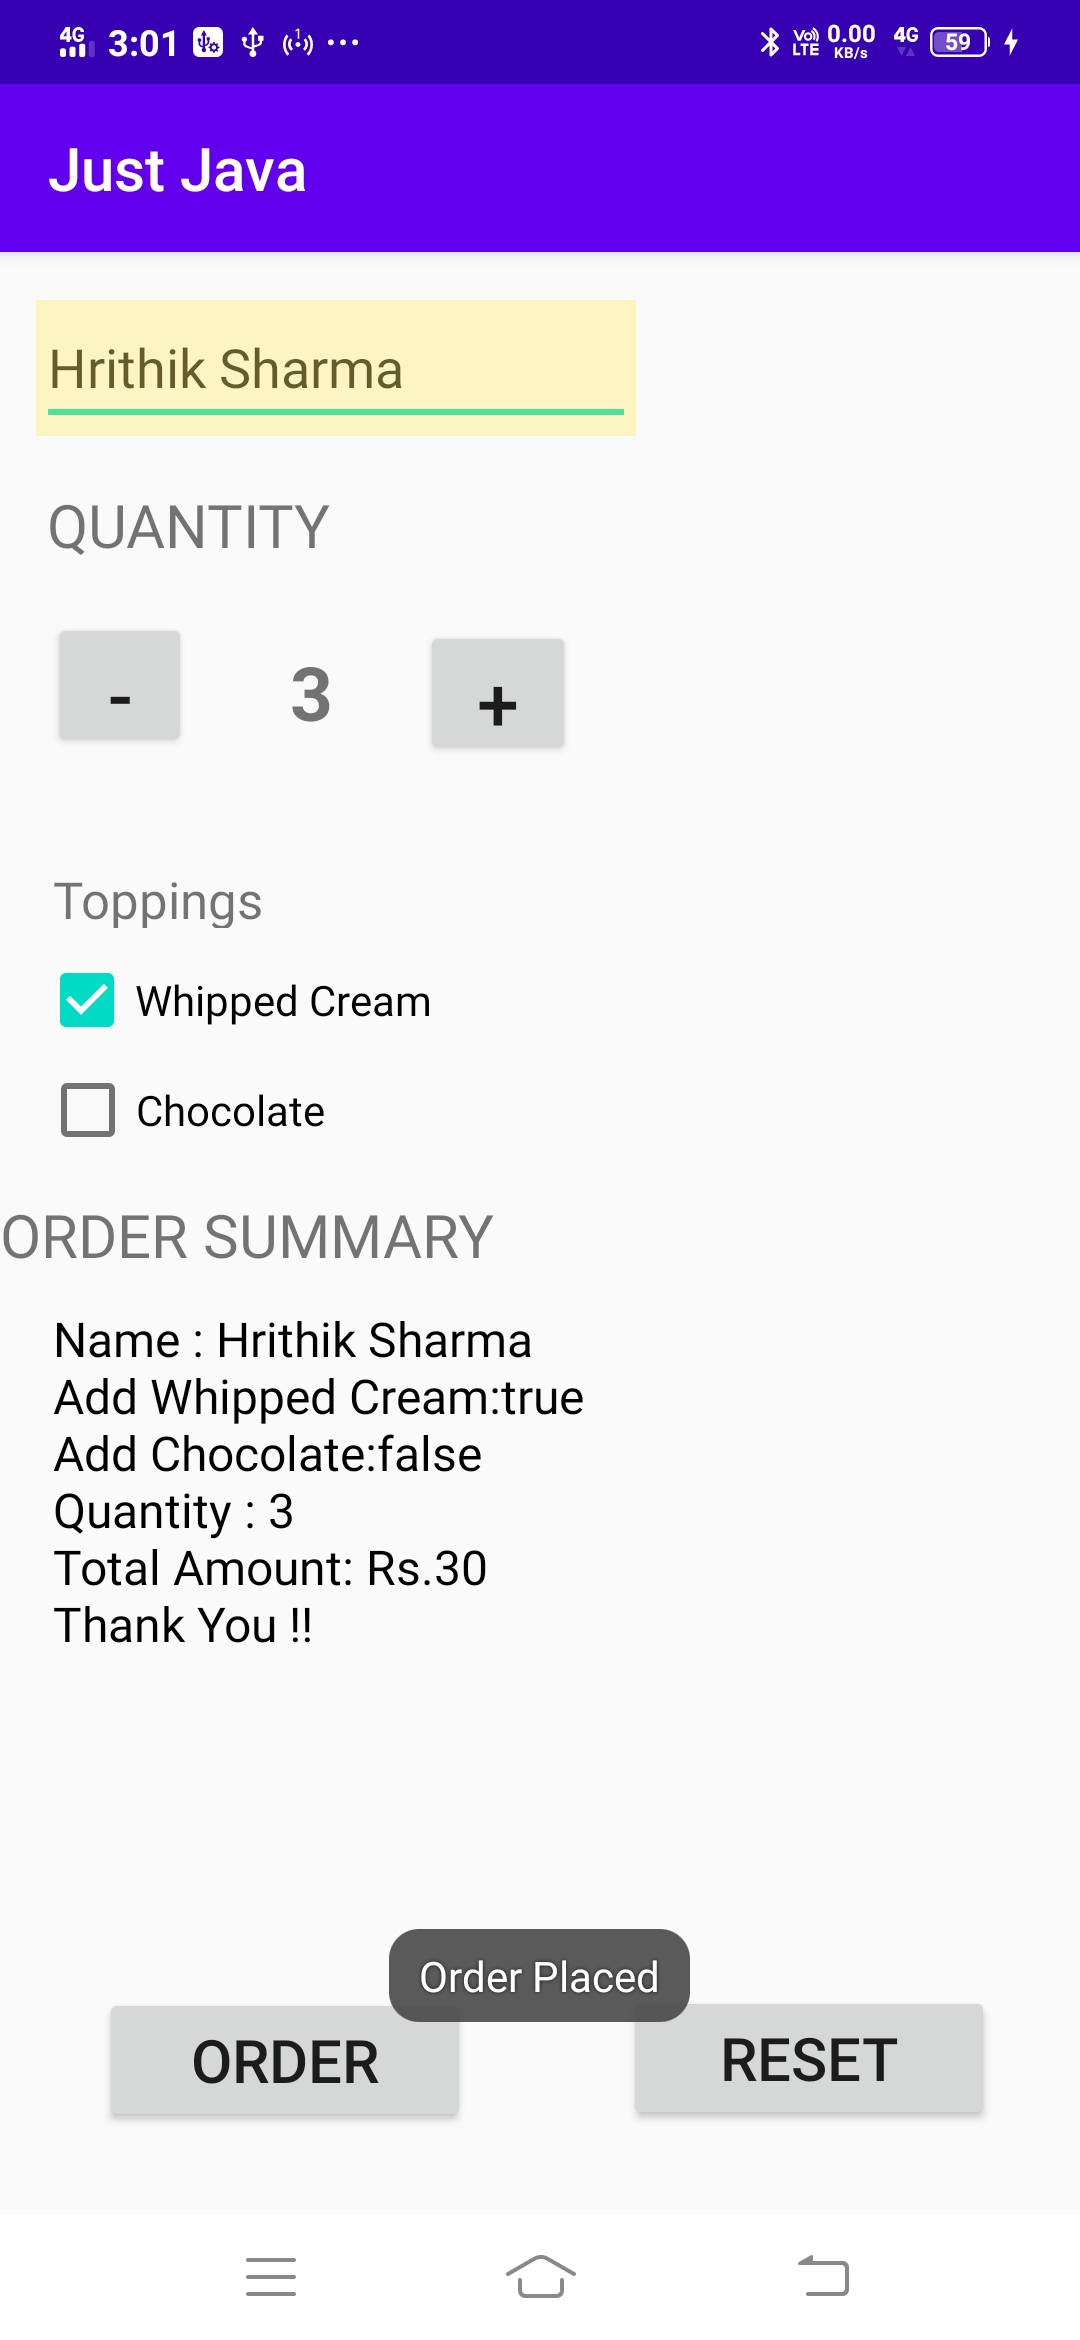 4G 3:01 1 ... Vo) LTE 0.00 KB/s 4G 59
Just Java
Hrithik Sharma
QUANTITY
- 3 +
Toppings
Whipped Cream
Chocolate
ORDER SUMMARY
Name : Hrithik Sharma
Add Whipped Cream:true
Add Chocolate:false
Quantity : 3
Total Amount: Rs.30
Thank You !!
Order Placed
ORDER RESET